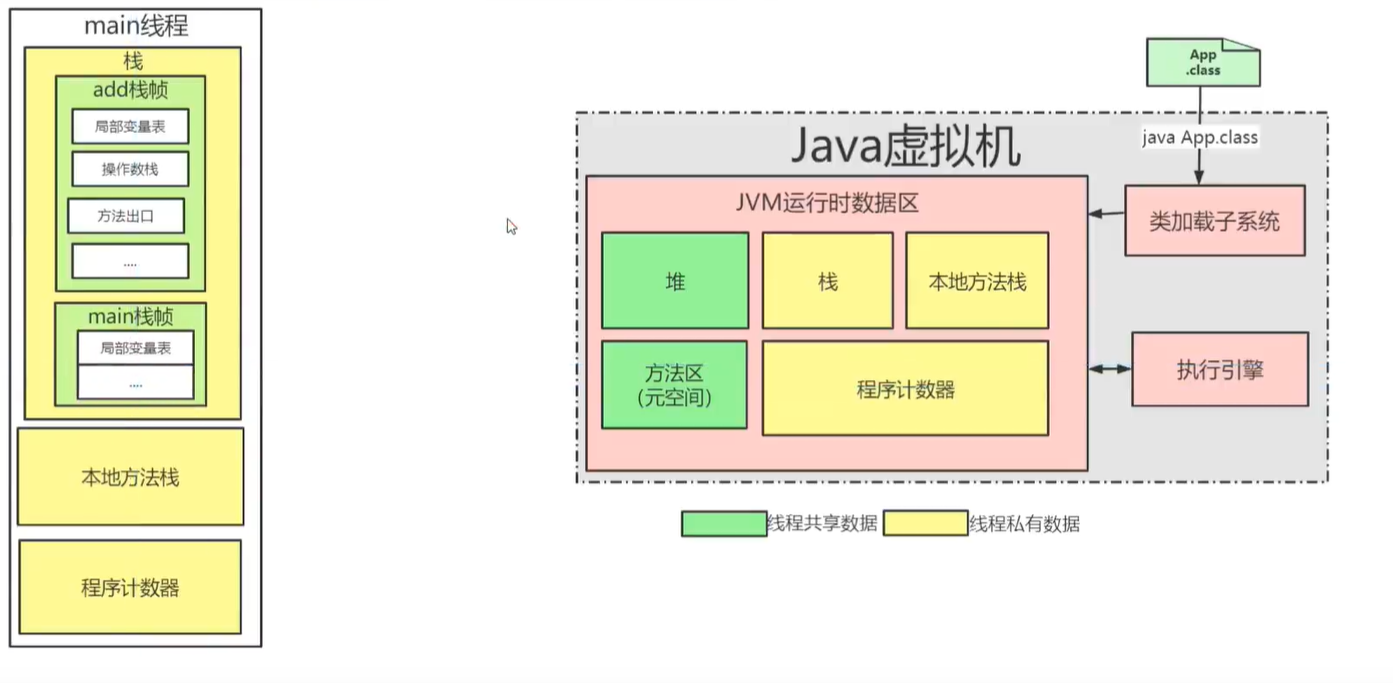 main线程
栈
add栈帧
局部变量表
操作数栈
方法出口
....
main栈帧
局部变量表
....
本地方法栈
程序计数器
App
.class
java App.class
Java虚拟机
JVM运行时数据区
类加载子系统
堆
栈
本地方法栈
方法区
(元空间)
程序计数器
执行引擎
线程共享数据
线程私有数据